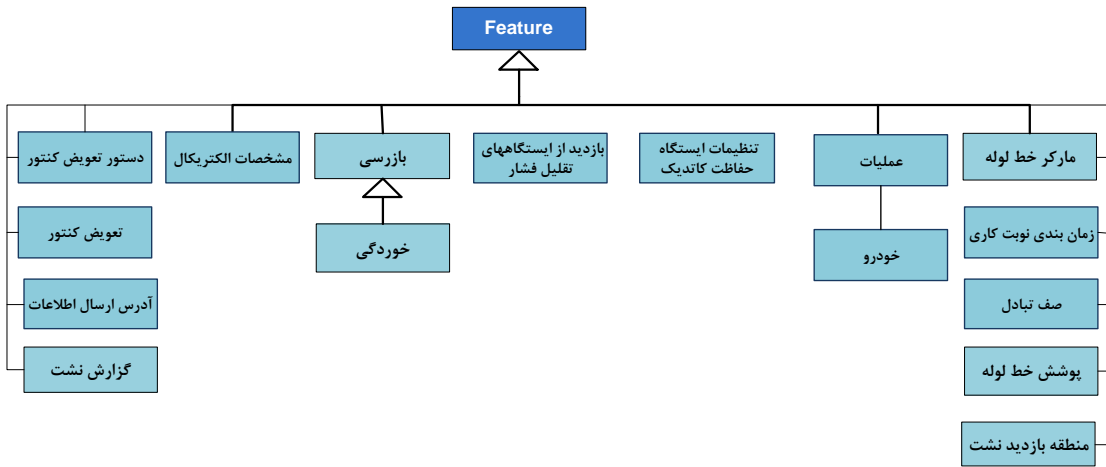 Feature
مارکر خط لوله
عملیات
تنظیمات ایستگاه
حفاظت کاتدیک
بازدید از ایستگاههای
تقلیل فشار
بازرسی
مشخصات الکتریکال
دستور تعویض کنتور
زمان بندی نوبت کاری
خودرو
خوردگی
تعویض کنتور
صف تبادل
آدرس ارسال اطلاعات
پوشش خط لوله
گزارش نشت
منطقه بازدید نشت